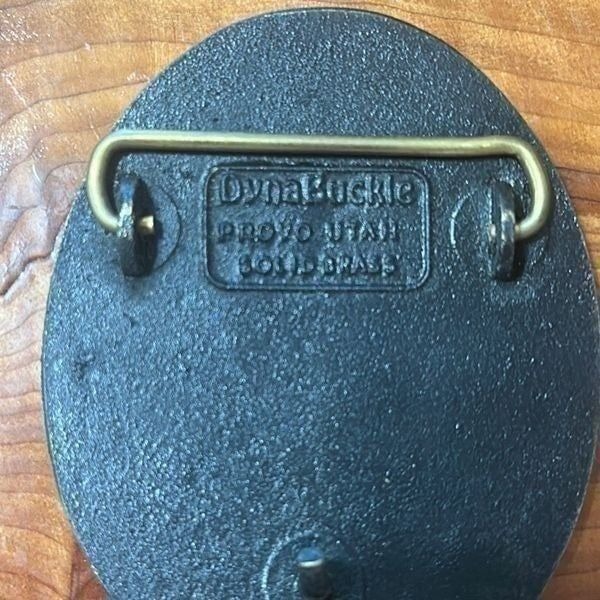 DynaBuckle
PROVO UTAH
SOLID BRASS